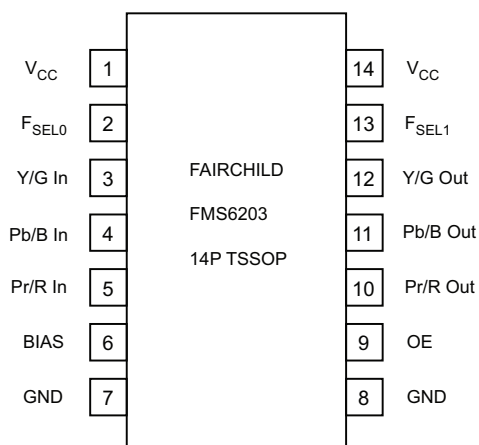 V_CC 1 14 V_CC
F_SEL0 2 13 F_SEL1
Y/G In 3 FAIRCHILD 12 Y/G Out
Pb/B In 4 FMS6203 11 Pb/B Out
Pr/R In 5 14P TSSOP 10 Pr/R Out
BIAS 6 9 OE
GND 7 8 GND